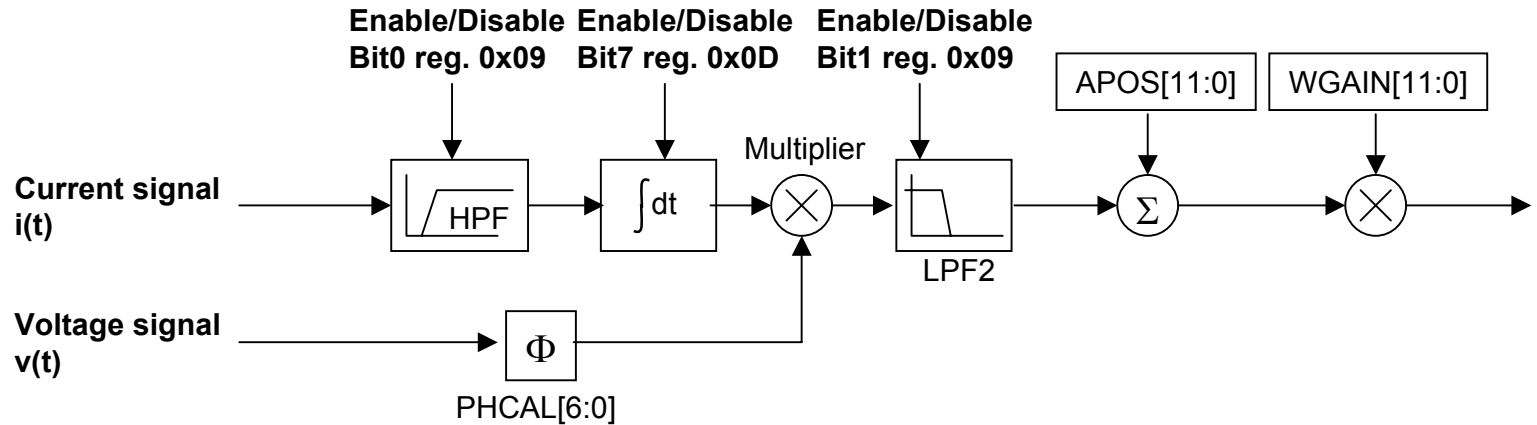 Enable/Disable Enable/Disable Enable/Disable
Bit0 reg. 0x09 Bit7 reg. 0x0D Bit1 reg. 0x09
APOS[11:0]
WGAIN[11:0]
Multiplier
Current signal
i(t)
HPF
∫dt
Σ
LPF2
Voltage signal
v(t)
Φ
PHCAL[6:0]